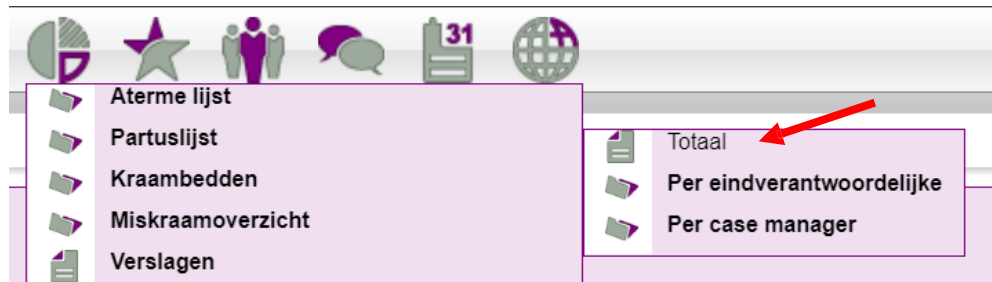 31
Aterme lijst
Partuslijst
Kraambedden
Miskraamoverzicht
Verslagen
Totaal
Per eindverantwoordelijke
Per case manager